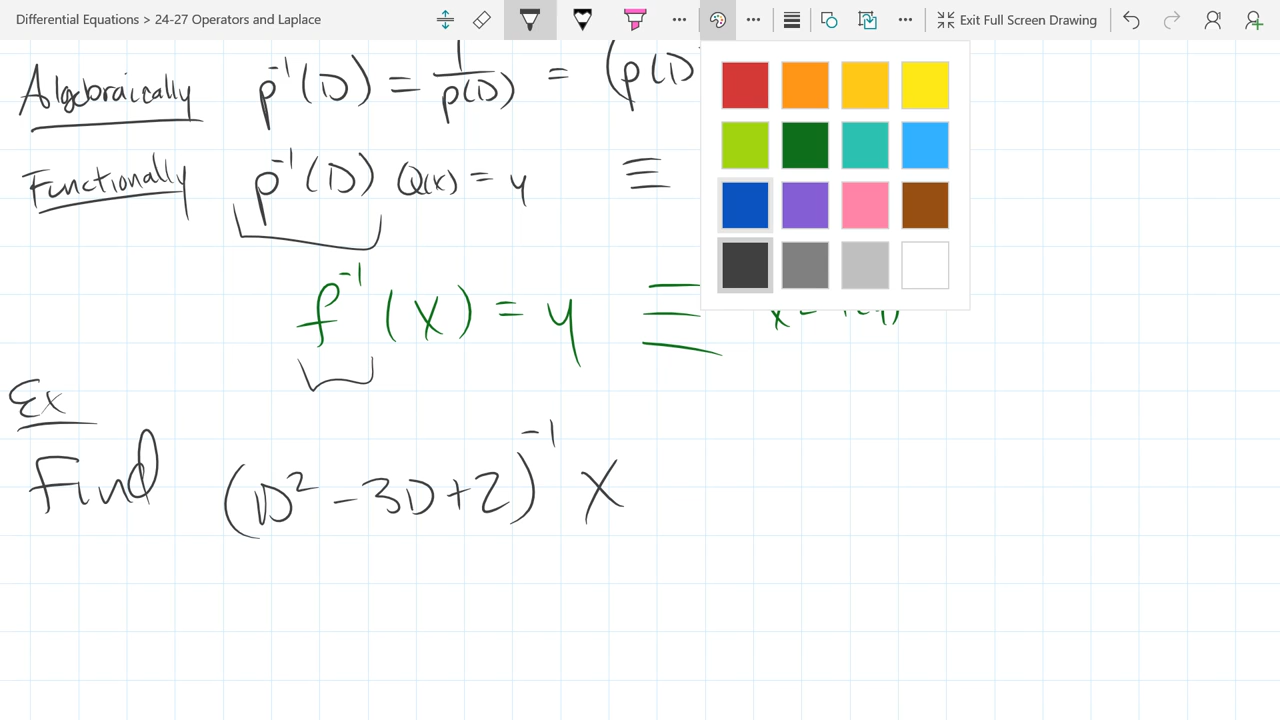 Differential Equations > 24-27 Operators and Laplace
Exit Full Screen Drawing
Algebraically p⁻¹(D) = 1/p(D) = (p(D)
Functionally p⁻¹(D) Q(x) = y ≡
f⁻¹(x) = y ≡
Ex
Find (D² - 3D + 2)⁻¹ x